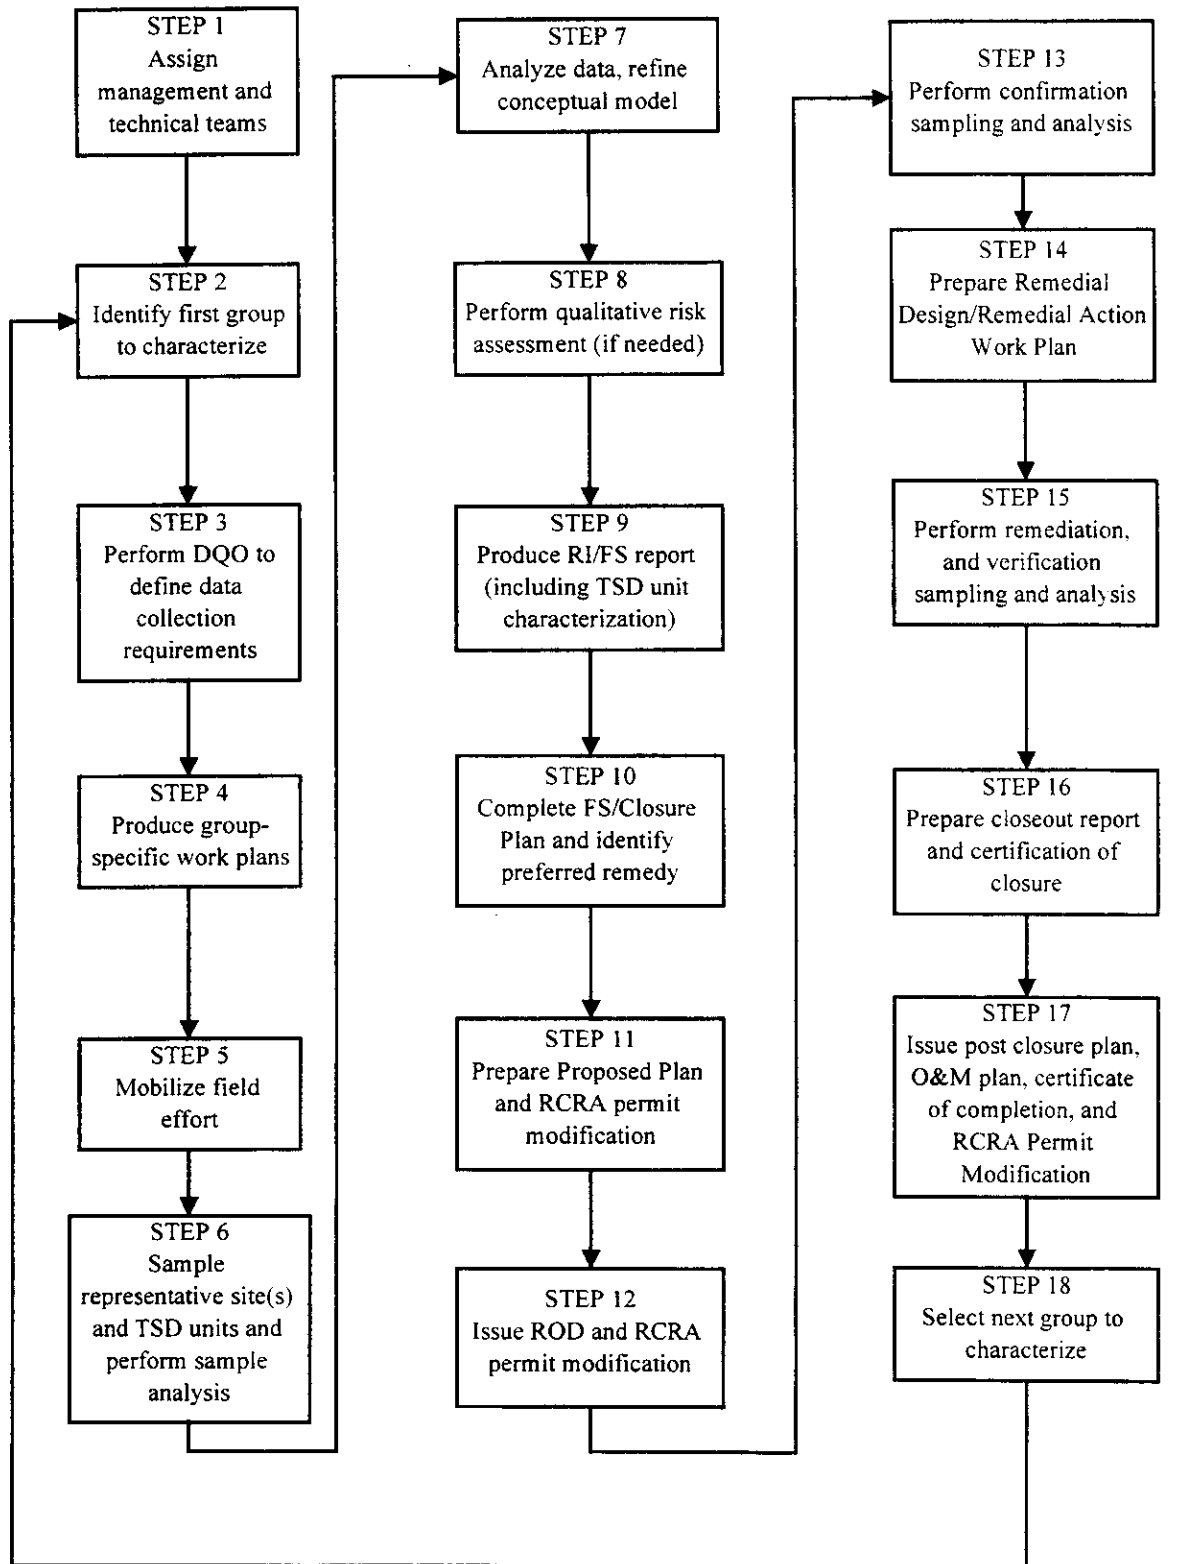 STEP 1
Assign
management and
technical teams
STEP 2
Identify first group
to characterize
STEP 3
Perform DQO to
define data
collection
requirements
STEP 4
Produce group-
specific work plans
STEP 5
Mobilize field
effort
STEP 6
Sample
representative site(s)
and TSD units and
perform sample
analysis
STEP 7
Analyze data, refine
conceptual model
STEP 8
Perform qualitative risk
assessment (if needed)
STEP 9
Produce RI/FS report
(including TSD unit
characterization)
STEP 10
Complete FS/Closure
Plan and identify
preferred remedy
STEP 11
Prepare Proposed Plan
and RCRA permit
modification
STEP 12
Issue ROD and RCRA
permit modification
STEP 13
Perform confirmation
sampling and analysis
STEP 14
Prepare Remedial
Design/Remedial Action
Work Plan
STEP 15
Perform remediation,
and verification
sampling and analysis
STEP 16
Prepare closeout report
and certification of
closure
STEP 17
Issue post closure plan,
O&M plan, certificate
of completion, and
RCRA Permit
Modification
STEP 18
Select next group to
characterize